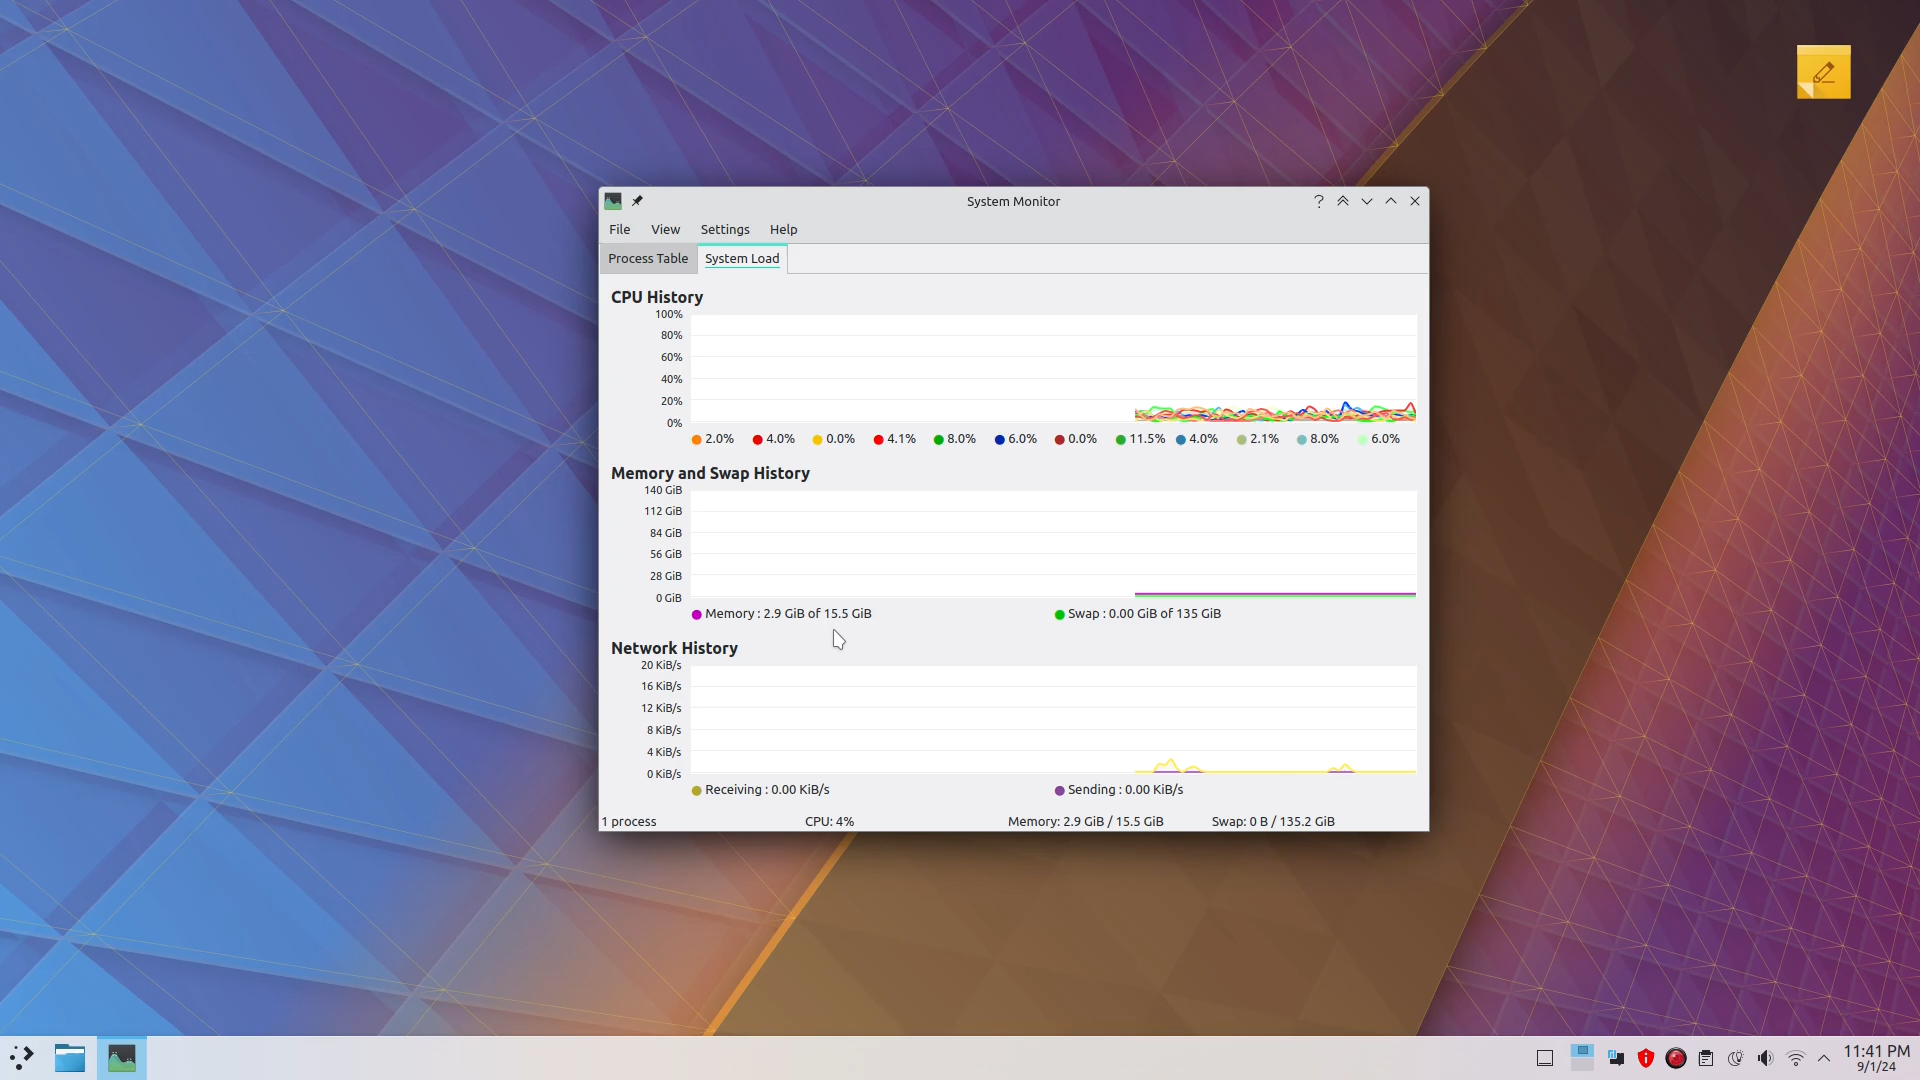 System Monitor
File View Settings Help
Process Table System Load
CPU History
100%
80%
60%
40%
20%
0%
2.0% 4.0% 0.0% 4.1% 8.0% 6.0% 0.0% 11.5% 4.0% 2.1% 8.0% 6.0%
Memory and Swap History
140 GiB
112 GiB
84 GiB
56 GiB
28 GiB
0 GiB
Memory : 2.9 GiB of 15.5 GiB Swap : 0.00 GiB of 135 GiB
Network History
20 KiB/s
16 KiB/s
12 KiB/s
8 KiB/s
4 KiB/s
0 KiB/s
Receiving : 0.00 KiB/s Sending : 0.00 KiB/s
1 process CPU: 4% Memory: 2.9 GiB / 15.5 GiB Swap: 0 B / 135.2 GiB
11:41 PM
9/1/24